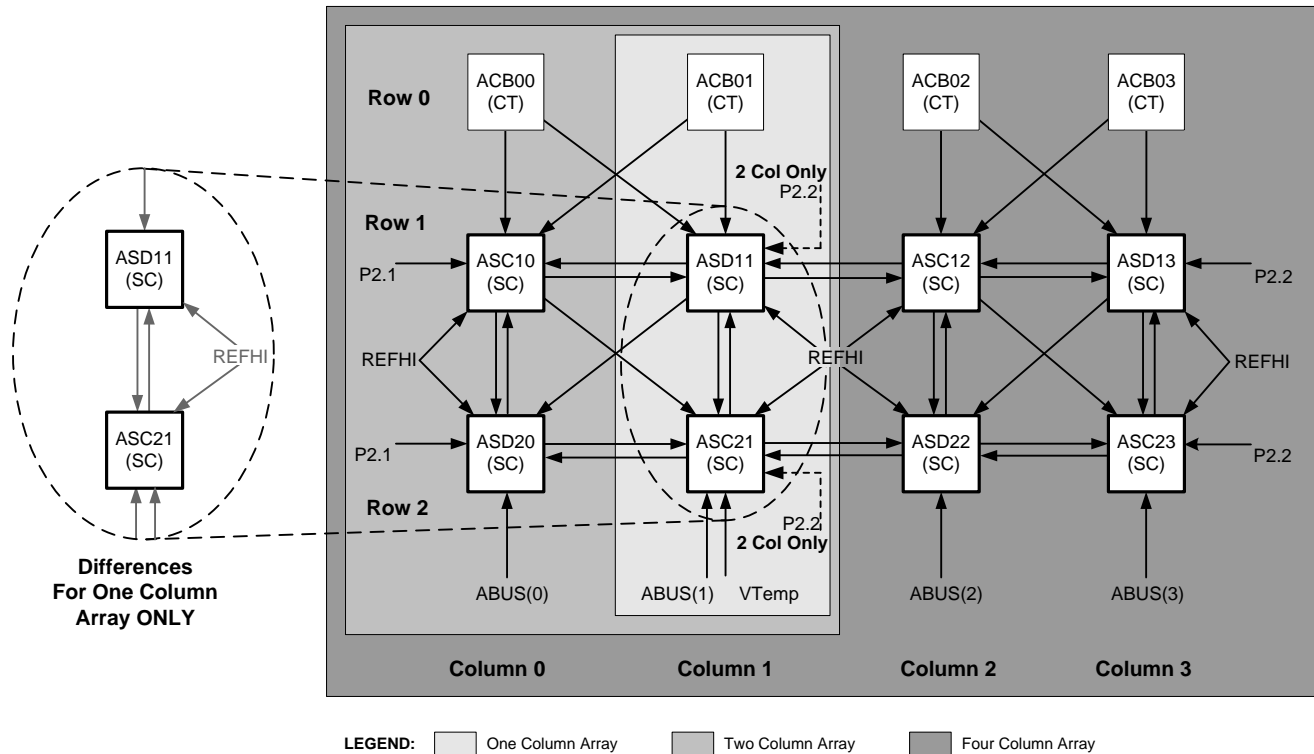 ACB00
(CT)
ACB01
(CT)
ACB02
(CT)
ACB03
(CT)
Row 0
2 Col Only
P2.2
Row 1
ASD11
(SC)
P2.1
ASC10
(SC)
ASD11
(SC)
ASC12
(SC)
ASD13
(SC)
P2.2
REFHI
REFHI
REFHI
REFHI
ASC21
(SC)
P2.1
ASD20
(SC)
ASC21
(SC)
ASD22
(SC)
ASC23
(SC)
P2.2
Row 2
P2.2
2 Col Only
Differences
For One Column
Array ONLY
ABUS(0)
ABUS(1)
VTemp
ABUS(2)
ABUS(3)
Column 0
Column 1
Column 2
Column 3
LEGEND:
One Column Array
Two Column Array
Four Column Array